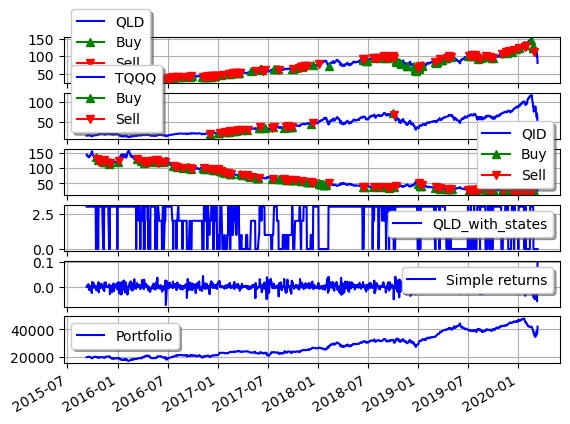 QLD
Buy
Sell
150
100
50
TQQQ
Buy
Sell
100
50
QID
Buy
Sell
150
100
50
QLD_with_states
2.5
0.0
Simple returns
0.1
0.0
Portfolio
40000
20000
2015-07
2016-01
2016-07
2017-01
2017-07
2018-01
2018-07
2019-01
2019-07
2020-01